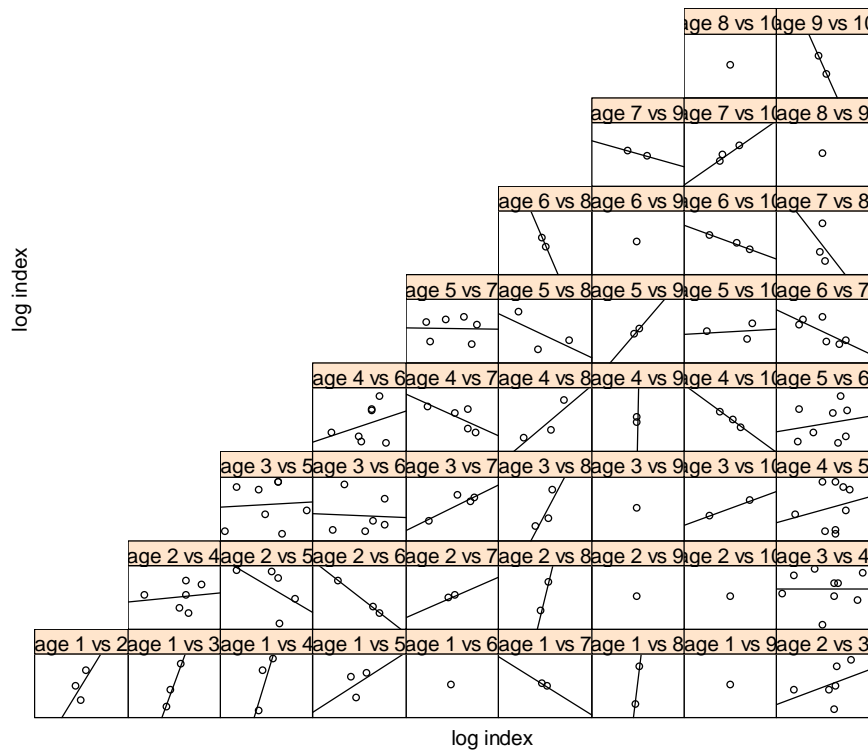 age 8 vs 10 age 9 vs 10
age 7 vs 9 age 7 vs 10 age 8 vs 9
age 6 vs 8 age 6 vs 9 age 6 vs 10 age 7 vs 8
log index
age 5 vs 7 age 5 vs 8 age 5 vs 9 age 5 vs 10 age 6 vs 7
age 4 vs 6 age 4 vs 7 age 4 vs 8 age 4 vs 9 age 4 vs 10 age 5 vs 6
age 3 vs 5 age 3 vs 6 age 3 vs 7 age 3 vs 8 age 3 vs 9 age 3 vs 10 age 4 vs 5
age 2 vs 4 age 2 vs 5 age 2 vs 6 age 2 vs 7 age 2 vs 8 age 2 vs 9 age 2 vs 10 age 3 vs 4
age 1 vs 2 age 1 vs 3 age 1 vs 4 age 1 vs 5 age 1 vs 6 age 1 vs 7 age 1 vs 8 age 1 vs 9 age 2 vs 3
log index